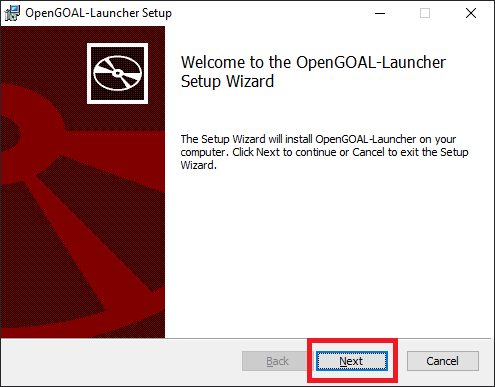 OpenGOAL-Launcher Setup
Welcome to the OpenGOAL-Launcher
Setup Wizard
The Setup Wizard will install OpenGOAL-Launcher on your
computer. Click Next to continue or Cancel to exit the Setup
Wizard.
Back
Next
Cancel